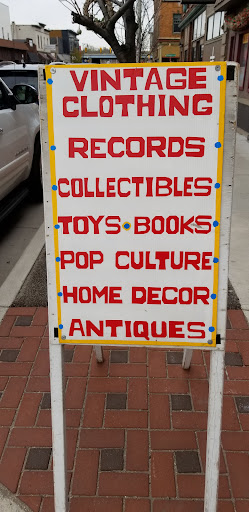 VINTAGE
CLOTHING
RECORDS
COLLECTIBLES
TOYS • BOOKS
POP CULTURE
HOME DECOR
ANTIQUES